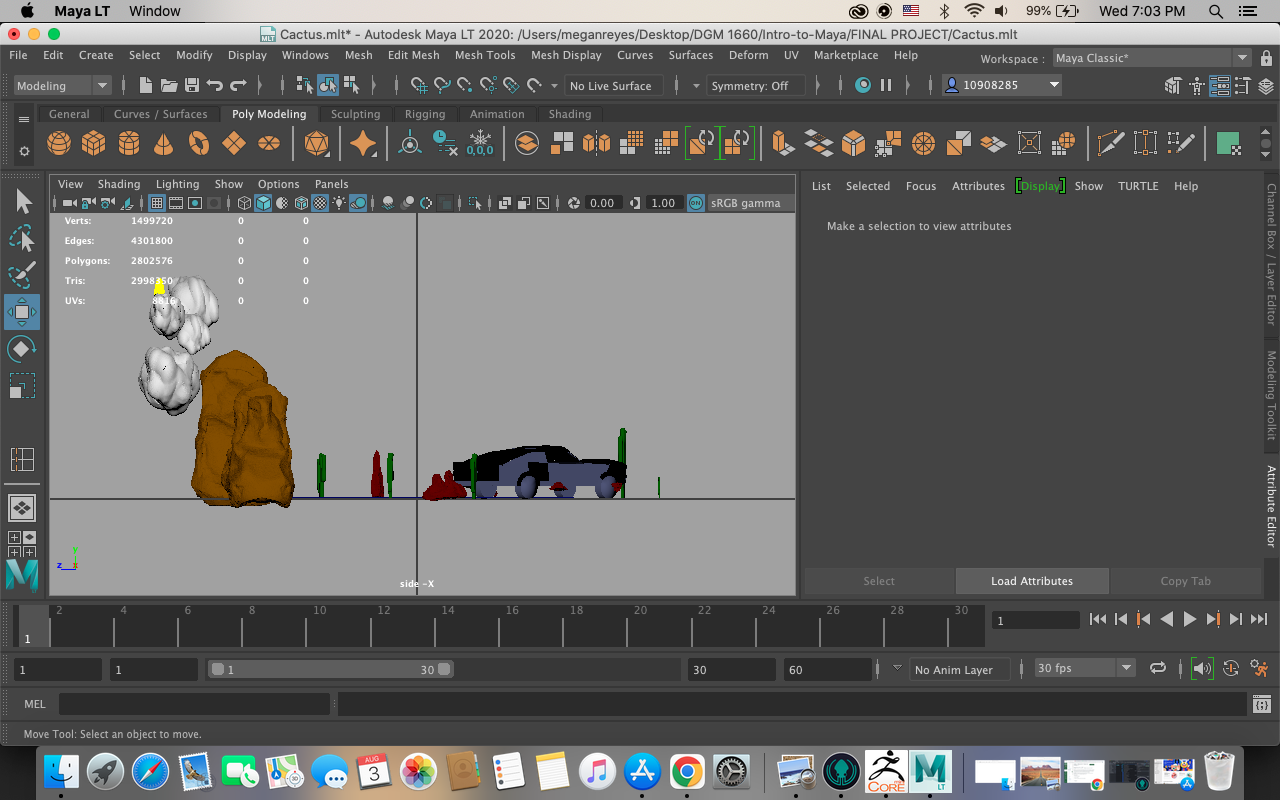 Maya LT Window 99% Wed 7:03 PM
Cactus.mlt* - Autodesk Maya LT 2020: /Users/meganreyes/Desktop/DGM 1660/Intro-to-Maya/FINAL PROJECT/Cactus.mlt
File Edit Create Select Modify Display Windows Mesh Edit Mesh Mesh Tools Mesh Display Curves Surfaces Deform UV Marketplace Help Workspace : Maya Classic*
Modeling No Live Surface Symmetry: Off 10908285
General Curves / Surfaces Poly Modeling Sculpting Rigging Animation Shading
0,0,0
View Shading Lighting Show Options Panels
0.00 1.00 ON sRGB gamma
Verts: 1499720 0 0
Edges: 4301800 0 0
Polygons: 2802576 0 0
Tris: 2998350 0 0
UVs: 8816 0 0
y
z x
side -X
List Selected Focus Attributes [Display] Show TURTLE Help
Make a selection to view attributes
Select Load Attributes Copy Tab
Channel Box / Layer Editor
Modeling Toolkit
Attribute Editor
2 4 6 8 10 12 14 16 18 20 22 24 26 28 30
1 1
1 1 1 30 30 60 No Anim Layer 30 fps
MEL
Move Tool: Select an object to move.
AUG
3
CORE
LT